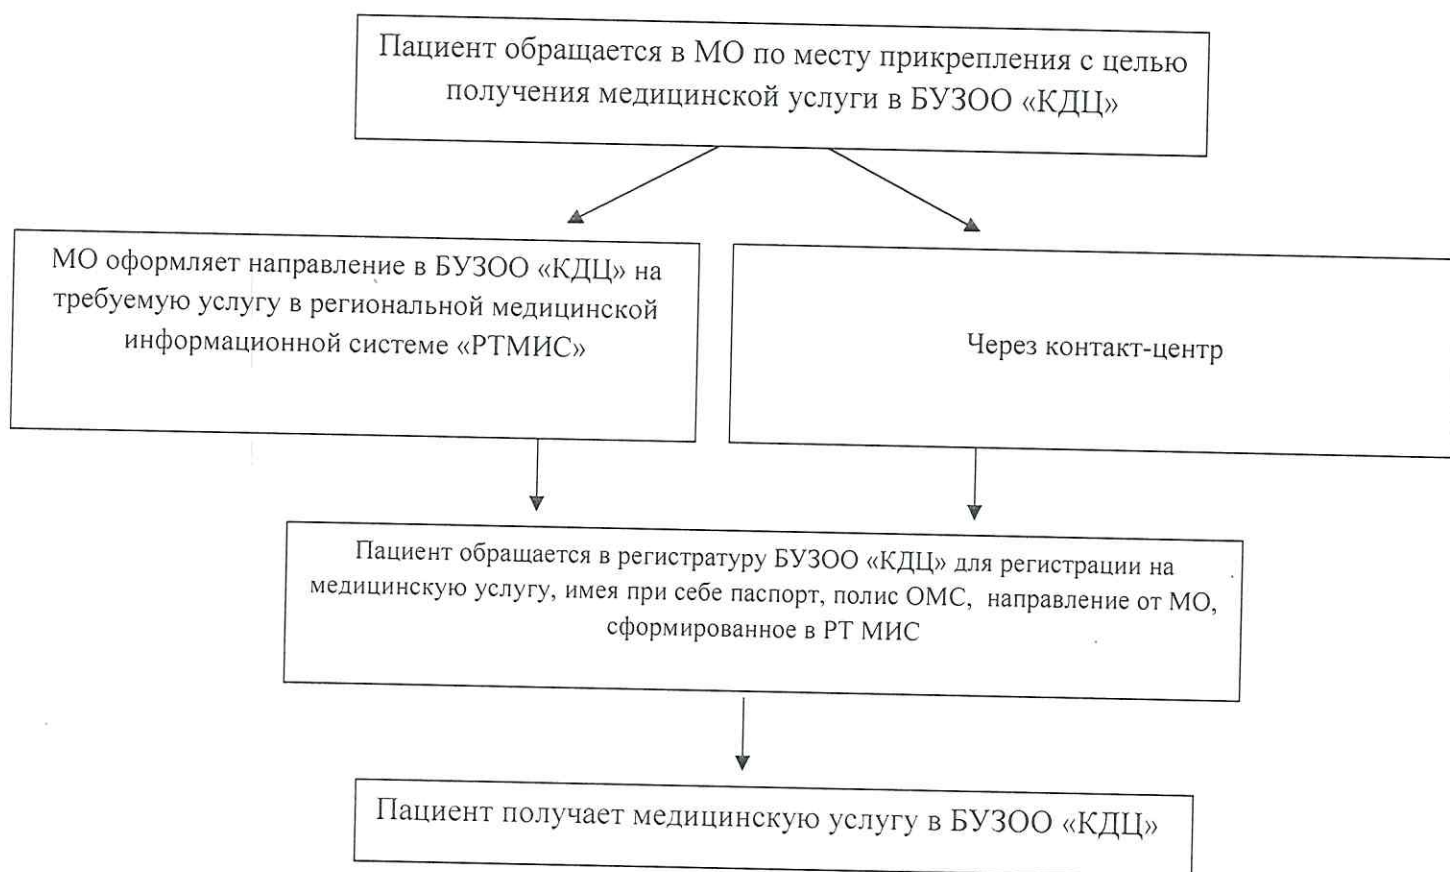 Пациент обращается в МО по месту прикрепления с целью
получения медицинской услуги в БУЗОО «КДЦ»
МО оформляет направление в БУЗОО «КДЦ» на
требуемую услугу в региональной медицинской
информационной системе «РТМИС»
Через контакт-центр
Пациент обращается в регистратуру БУЗОО «КДЦ» для регистрации на
медицинскую услугу, имея при себе паспорт, полис ОМС, направление от МО,
сформированное в РТ МИС
Пациент получает медицинскую услугу в БУЗОО «КДЦ»